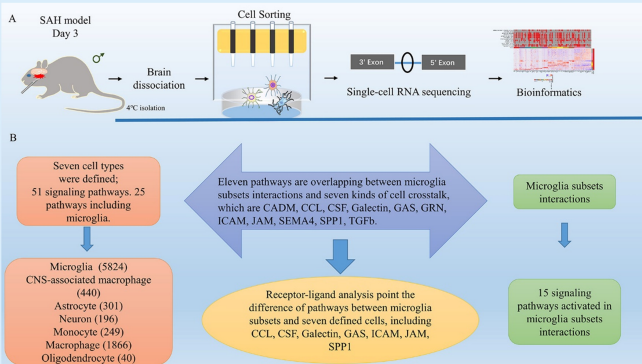 A
SAH model
Day 3
Brain
dissociation
4℃ isolation
Cell Sorting
3' Exon
5' Exon
Single-cell RNA sequencing
Bioinformatics
B
Seven cell types
were defined;
51 signaling pathways. 25
pathways including
microglia.
Microglia (5824)
CNS-associated macrophage
(440)
Astrocyte (301)
Neuron (196)
Monocyte (249)
Macrophage (1866)
Oligodendrocyte (40)
Eleven pathways are overlapping between microglia
subsets interactions and seven kinds of cell crosstalk,
which are CADM, CCL, CSF, Galectin, GAS, GRN,
ICAM, JAM, SEMA4, SPP1, TGFb.
Receptor-ligand analysis point the
difference of pathways between microglia
subsets and seven defined cells, including
CCL, CSF, Galectin, GAS, ICAM, JAM,
SPP1
Microglia subsets
interactions
15 signaling
pathways activated in
microglia subsets
interactions